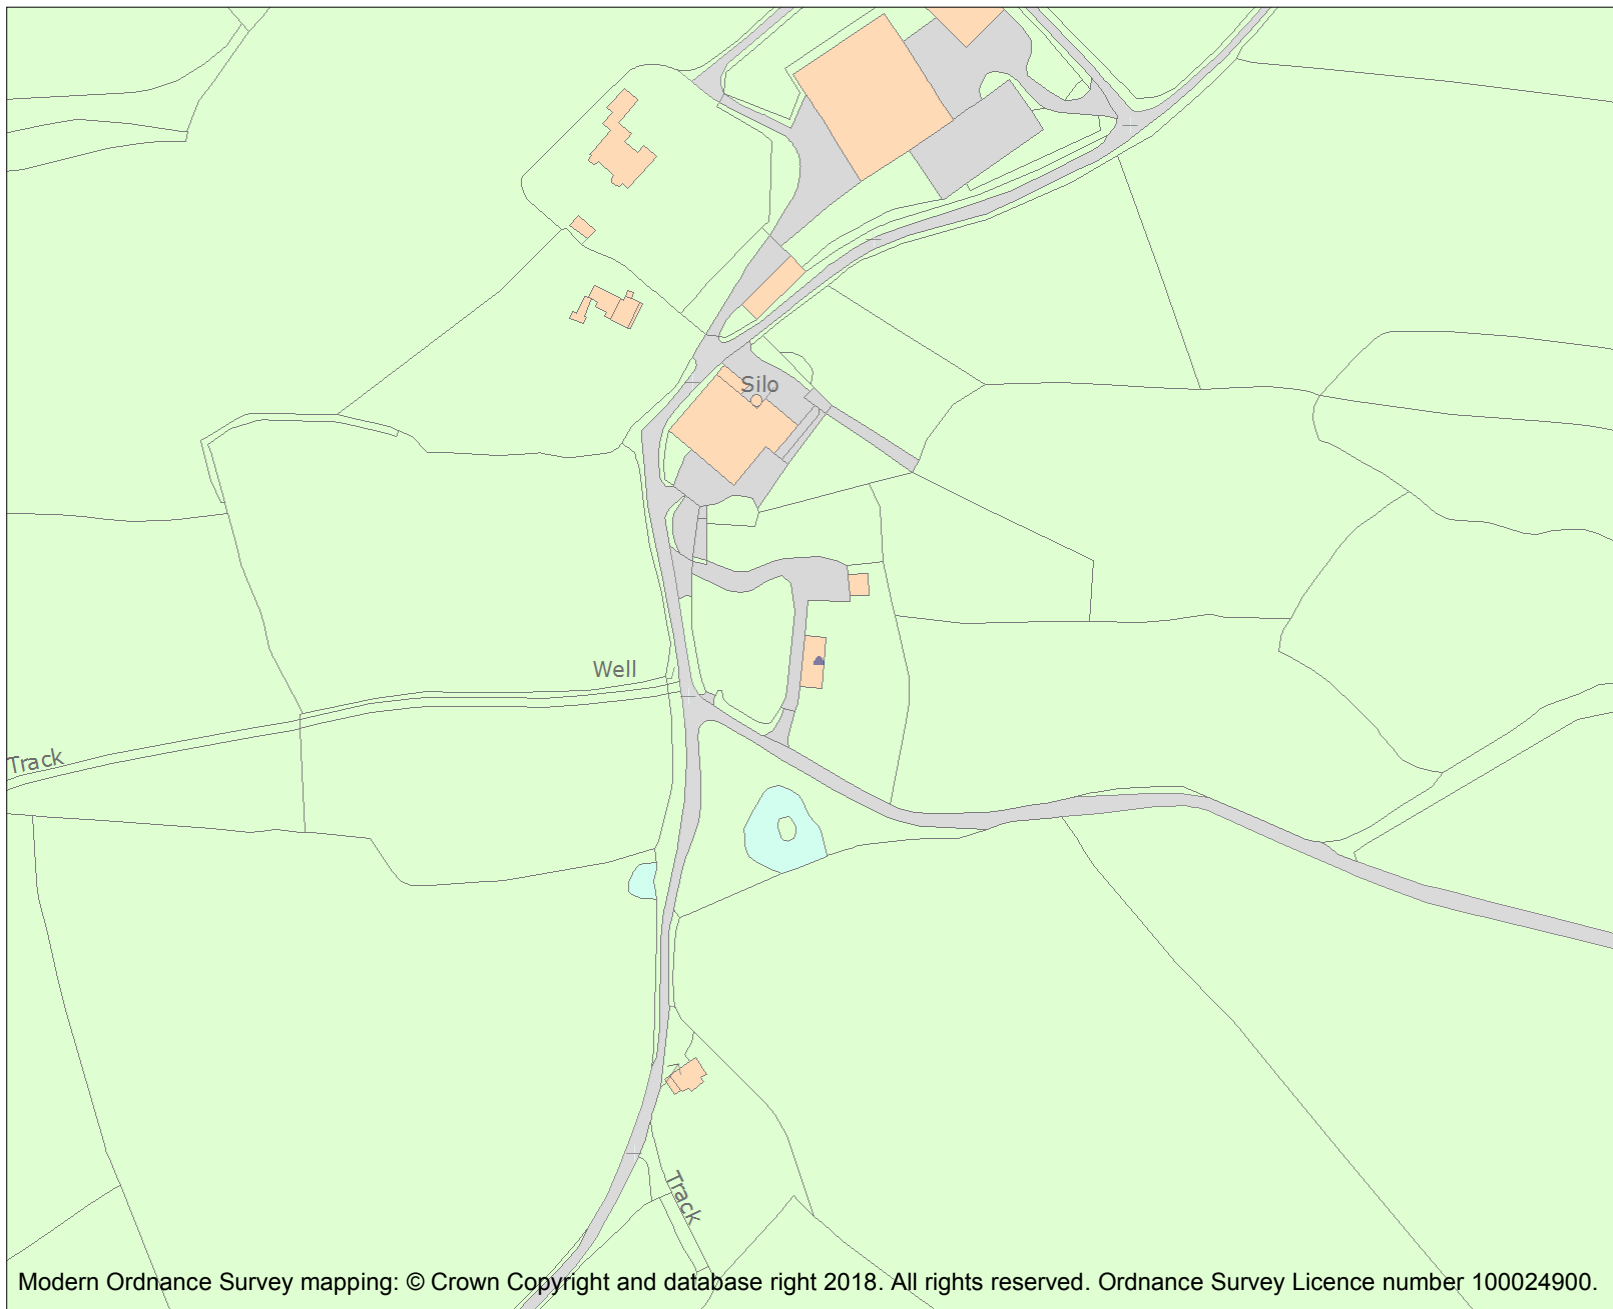 Silo
Well
Track
Track
Modern Ordnance Survey mapping: © Crown Copyright and database right 2018. All rights reserved. Ordnance Survey Licence number 100024900.